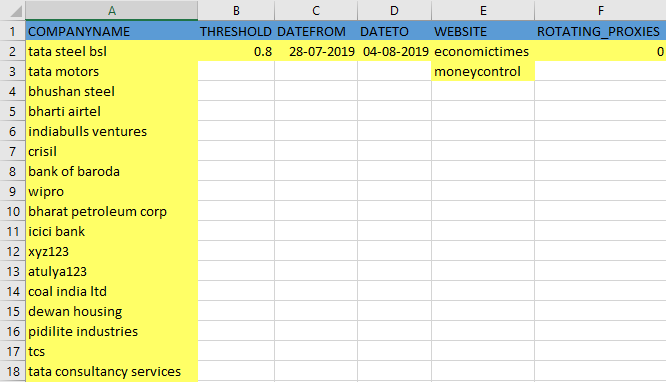 A B C D E F
1 COMPANYNAME THRESHOLD DATEFROM DATETO WEBSITE ROTATING_PROXIES
2 tata steel bsl 0.8 28-07-2019 04-08-2019 economictimes 0
3 tata motors moneycontrol
4 bhushan steel
5 bharti airtel
6 indiabulls ventures
7 crisil
8 bank of baroda
9 wipro
10 bharat petroleum corp
11 icici bank
12 xyz123
13 atulya123
14 coal india ltd
15 dewan housing
16 pidilite industries
17 tcs
18 tata consultancy services